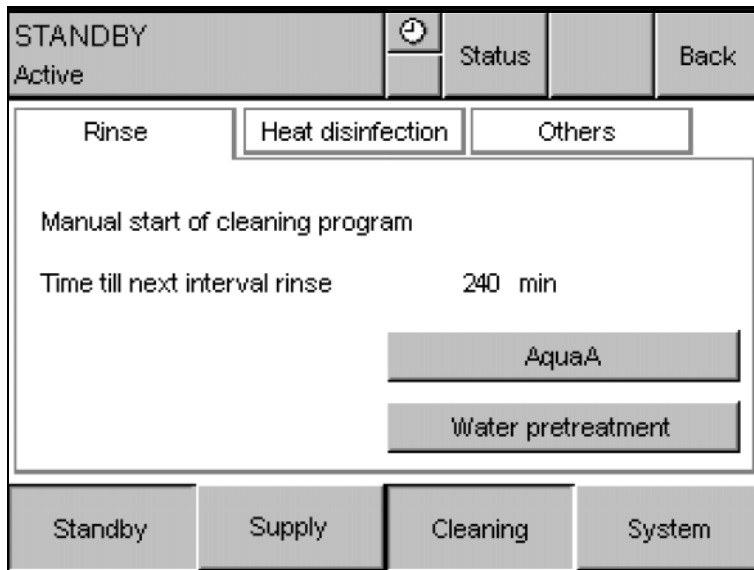 STANDBY
Active
Status
Back
Rinse
Heat disinfection
Others
Manual start of cleaning program
Time till next interval rinse 240 min
AquaA
Water pretreatment
Standby
Supply
Cleaning
System